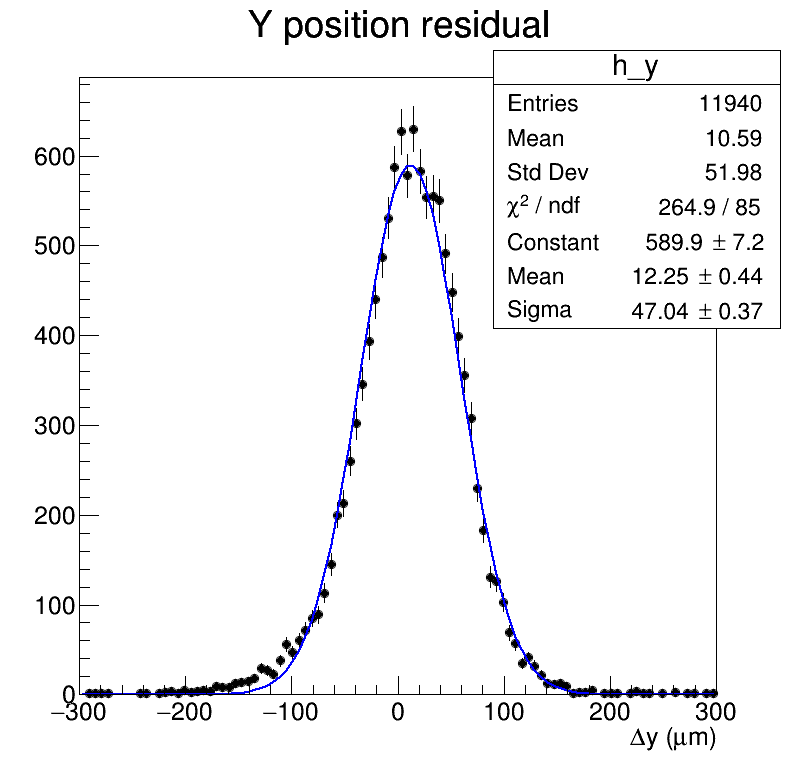 Y position residual
h_y
Entries 11940
Mean 10.59
Std Dev 51.98
χ² / ndf 264.9 / 85
Constant 589.9 ± 7.2
Mean 12.25 ± 0.44
Sigma 47.04 ± 0.37
600
500
400
300
200
100
0
−300 −200 −100 0 100 200 300
Δy (μm)